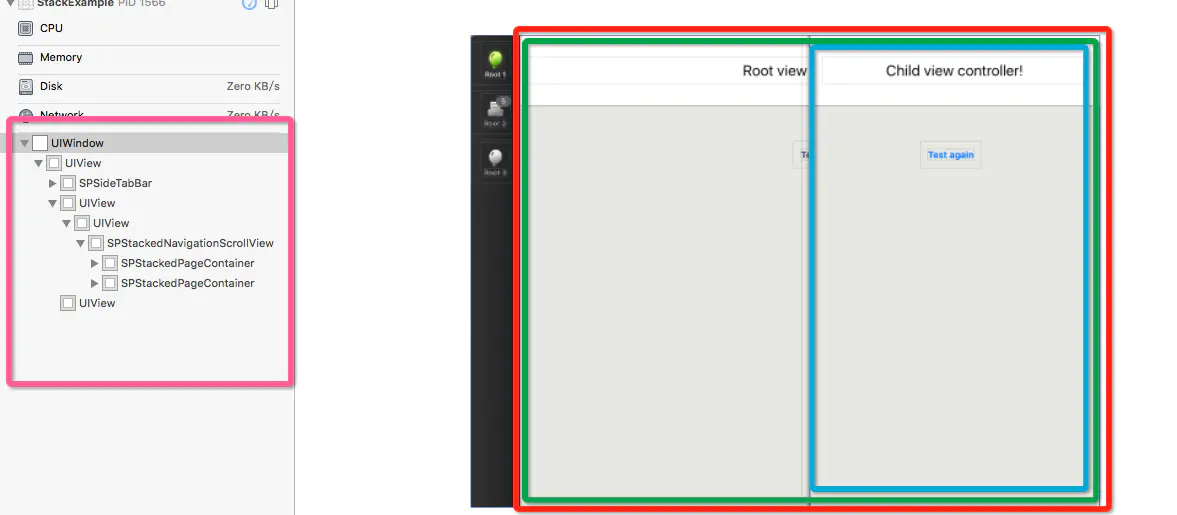 StackExample PID 1566
CPU
Memory
Disk Zero KB/s
Network Zero KB/s
UIWindow
UIView
SPSideTabBar
UIView
UIView
SPStackedNavigationScrollView
SPStackedPageContainer
SPStackedPageContainer
UIView
Root 1
Root 2
Root 3
Root view
Child view controller!
Te
Test again